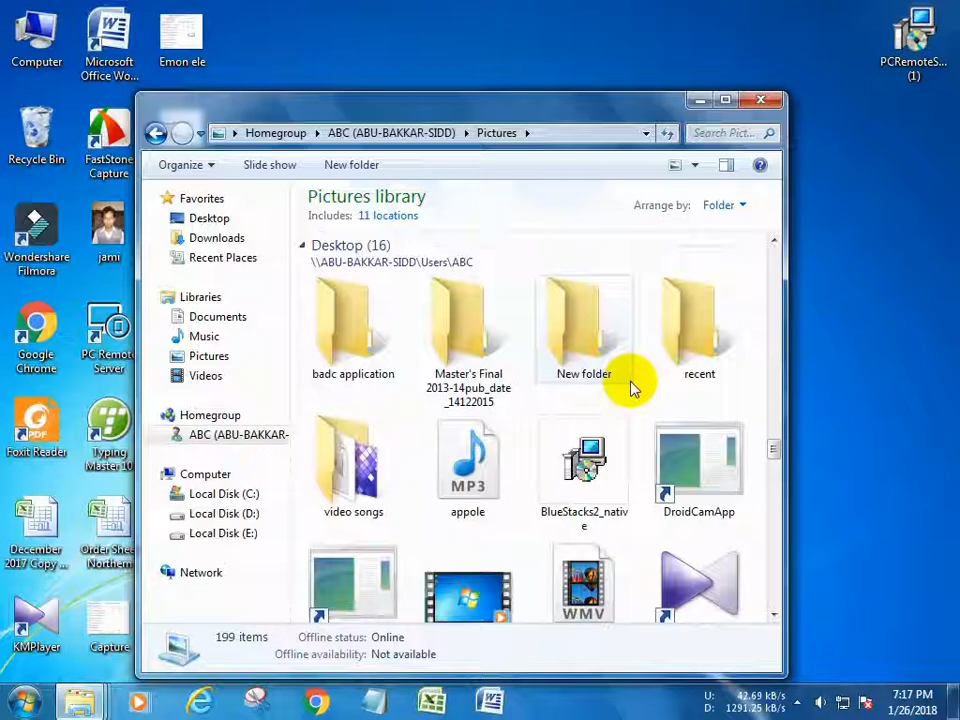 Computer
Microsoft
Office Wo...
Emon ele
PCRemoteS...
(1)
Recycle Bin
FastStone
Capture
Wondershare
Filmora
jami
Google
Chrome
PC Remo
Server
Foxit Reader
Typing
Master 10
December
2017 Copy ...
Order Shee
Northern
KMPlayer
Capture
Homegroup
ABC (ABU-BAKKAR-SIDD)
Pictures
Search Pict...
Organize
Slide show
New folder
Favorites
Desktop
Downloads
Recent Places
Libraries
Documents
Music
Pictures
Videos
Homegroup
ABC (ABU-BAKKAR-
Computer
Local Disk (C:)
Local Disk (D:)
Local Disk (E:)
Network
Pictures library
Includes: 11 locations
Arrange by: Folder
Desktop (16)
\\ABU-BAKKAR-SIDD\Users\ABC
badc application
Master's Final
2013-14pub_date
_14122015
New folder
recent
video songs
MP3
appole
BlueStacks2_nativ
e
DroidCamApp
WMV
199 items
Offline status: Online
Offline availability: Not available
U: 42.69 kB/s
D: 1291.25 kB/s
7:17 PM
1/26/2018